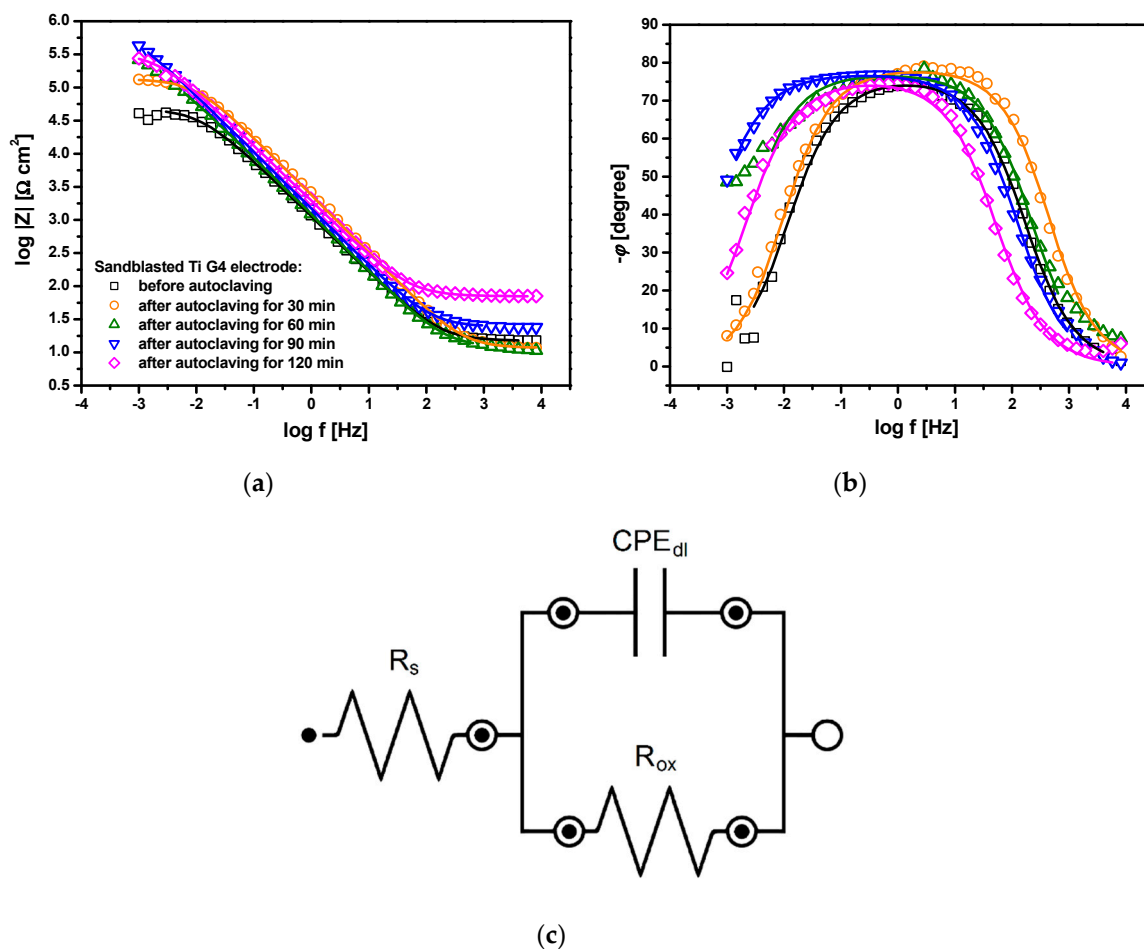 6.0
5.5
5.0
4.5
4.0
3.5
3.0
2.5
2.0
1.5
1.0
0.5
log |Z| [Ω cm²]
Sandblasted Ti G4 electrode:
before autoclaving
after autoclaving for 30 min
after autoclaving for 60 min
after autoclaving for 90 min
after autoclaving for 120 min
-4 -3 -2 -1 0 1 2 3 4
log f [Hz]
(a)
90
80
70
60
50
40
30
20
10
0
-φ [degree]
-4 -3 -2 -1 0 1 2 3 4
log f [Hz]
(b)
CPEdl
Rs
Rox
(c)